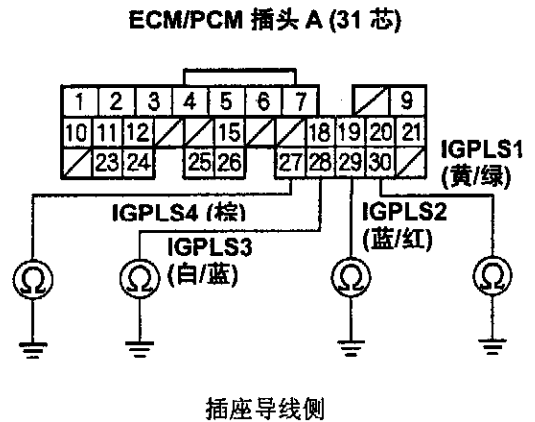 ECM/PCM 插头 A (31 芯)
1 2 3 4 5 6 7 9
10 11 12 15 18 19 20 21
23 24 25 26 27 28 29 30
IGPLS1
(黄/绿)
IGPLS4 (棕)
IGPLS2
(蓝/红)
IGPLS3
(白/蓝)
Ω Ω Ω Ω
插座导线侧